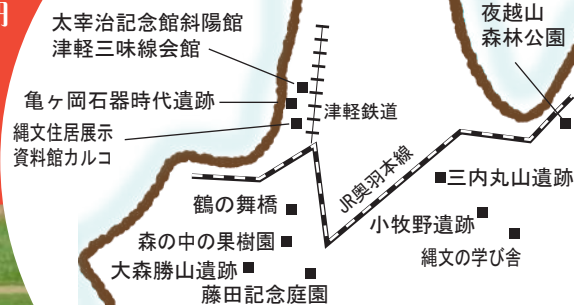 太宰治記念館斜陽館
津軽三味線会館
亀ヶ岡石器時代遺跡
縄文住居展示
資料館カルコ
津軽鉄道
夜越山
森林公園
JR奥羽本線
三内丸山遺跡
小牧野遺跡
縄文の学び舎
鶴の舞橋
森の中の果樹園
大森勝山遺跡
藤田記念庭園